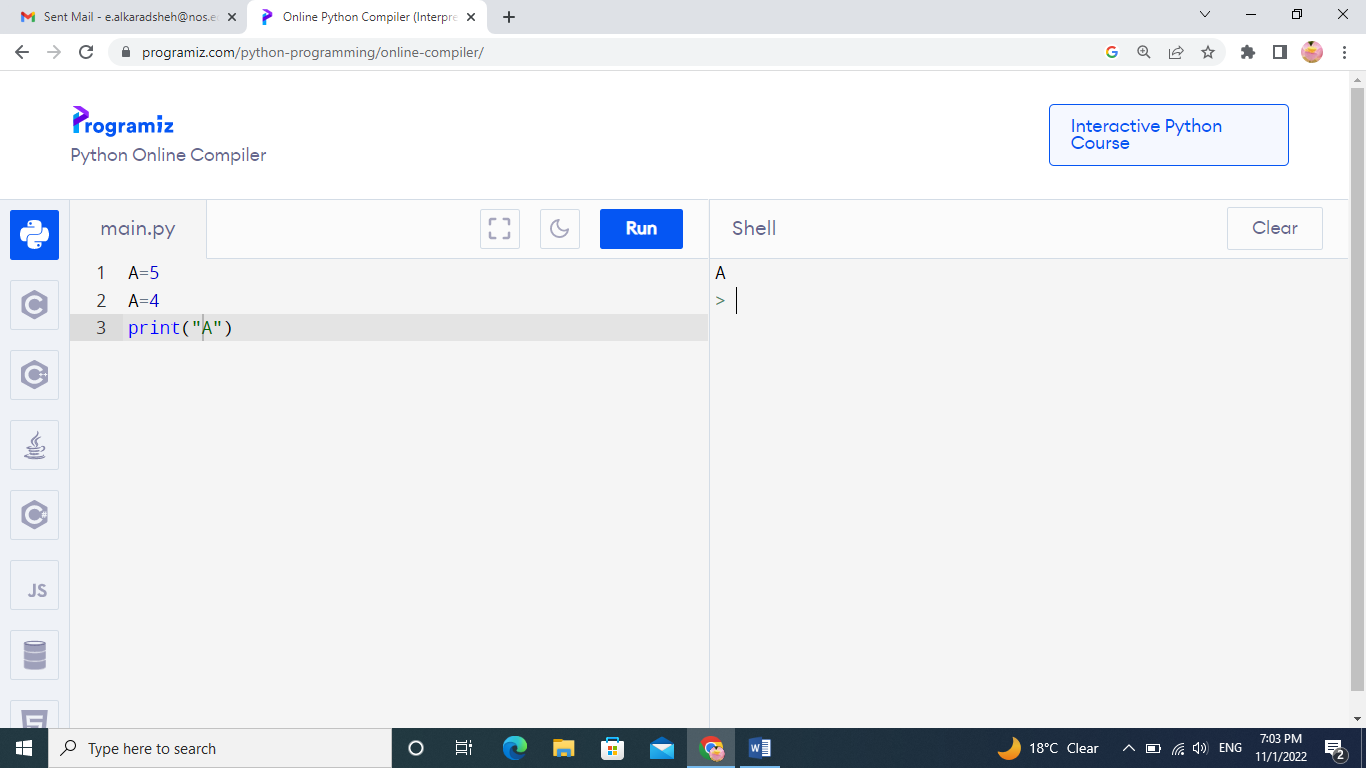 Sent Mail - e.alkaradsheh@nos.e
Online Python Compiler (Interpre
programiz.com/python-programming/online-compiler/
Programiz
Python Online Compiler
Interactive Python
Course
main.py
Run
Shell
Clear
1 A=5
2 A=4
3 print("A")
A
>
JS
Type here to search
18°C Clear
ENG
7:03 PM
11/1/2022
2